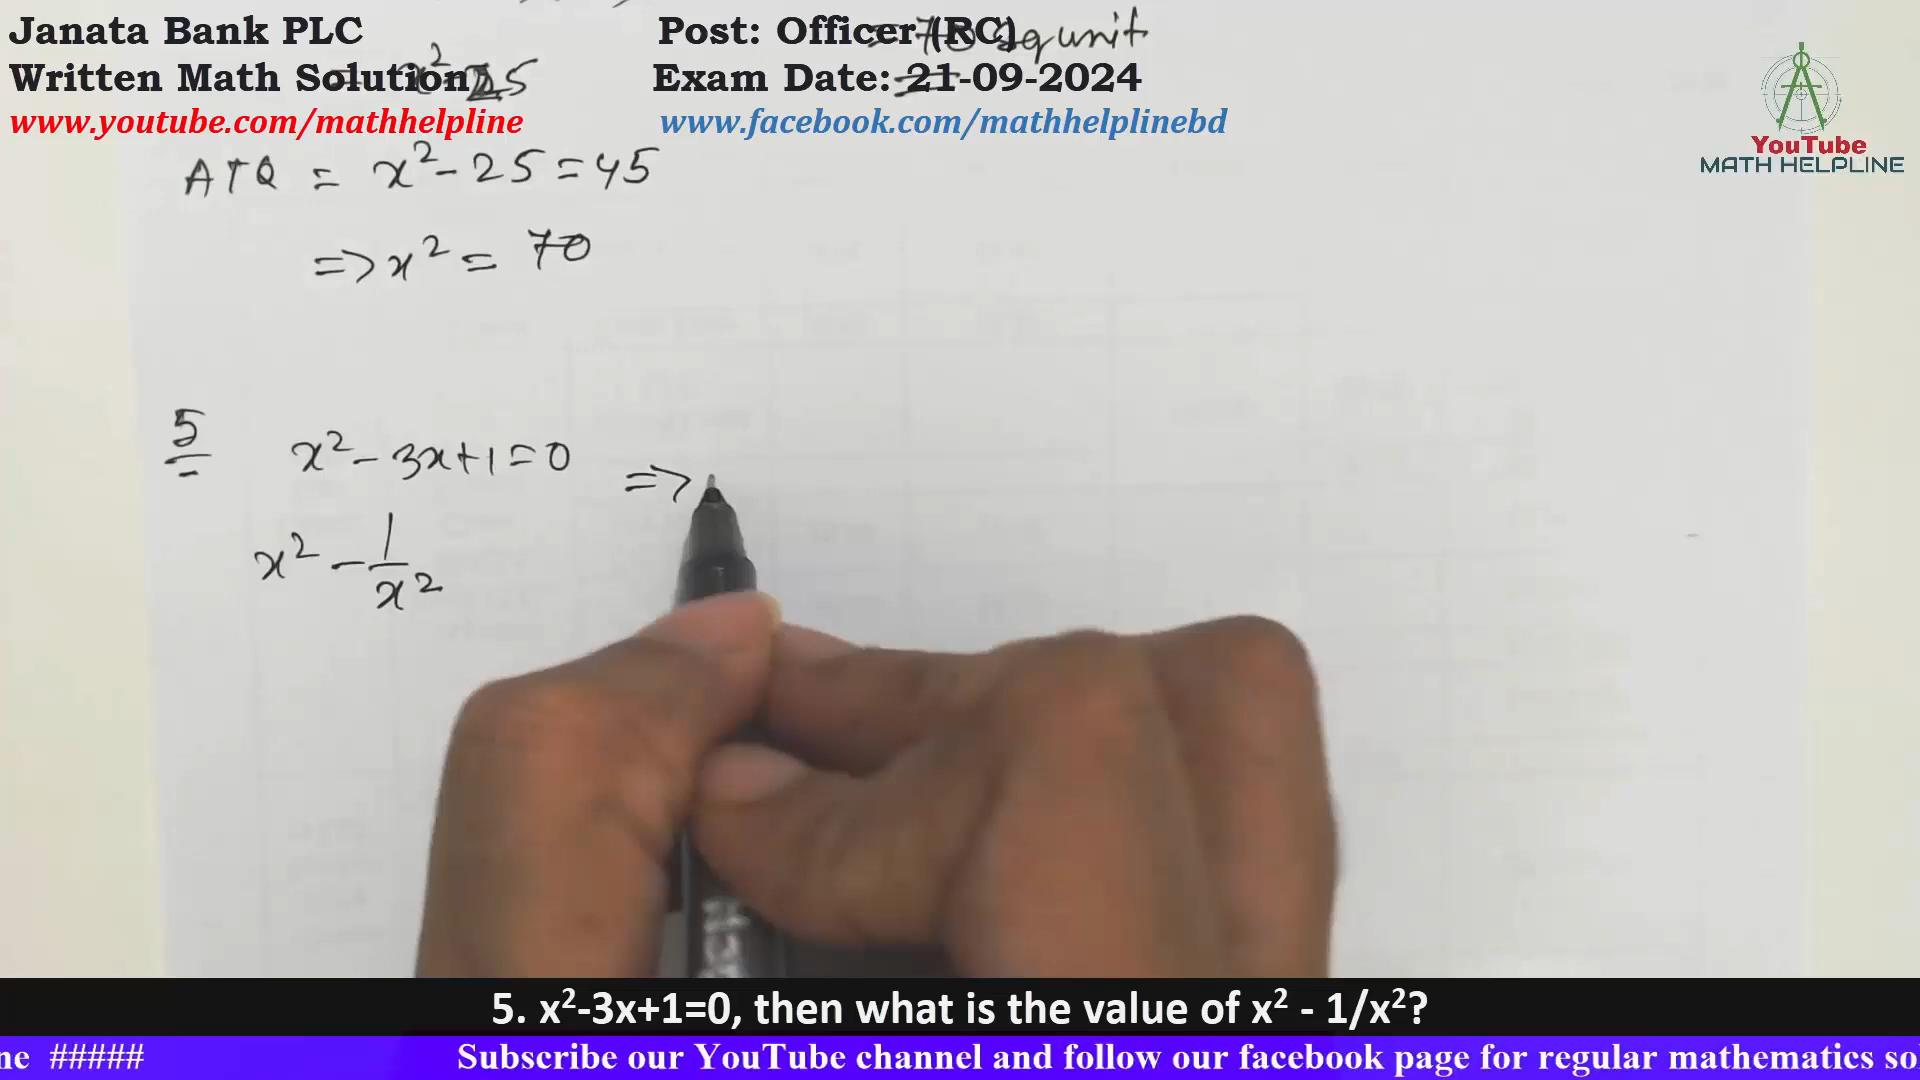 Janata Bank PLC
Post: Officer (RC)
= 70 sq unit
Written Math Solution
Exam Date: 21-09-2024
www.youtube.com/mathhelpline
www.facebook.com/mathhelplinebd
YouTube
MATH HELPLINE
ATQ = x² - 25 = 45
=> x² = 70
5 x² - 3x + 1 = 0 =>
x² - 1/x²
5. x²-3x+1=0, then what is the value of x² - 1/x²?
ne ##### Subscribe our YouTube channel and follow our facebook page for regular mathematics so